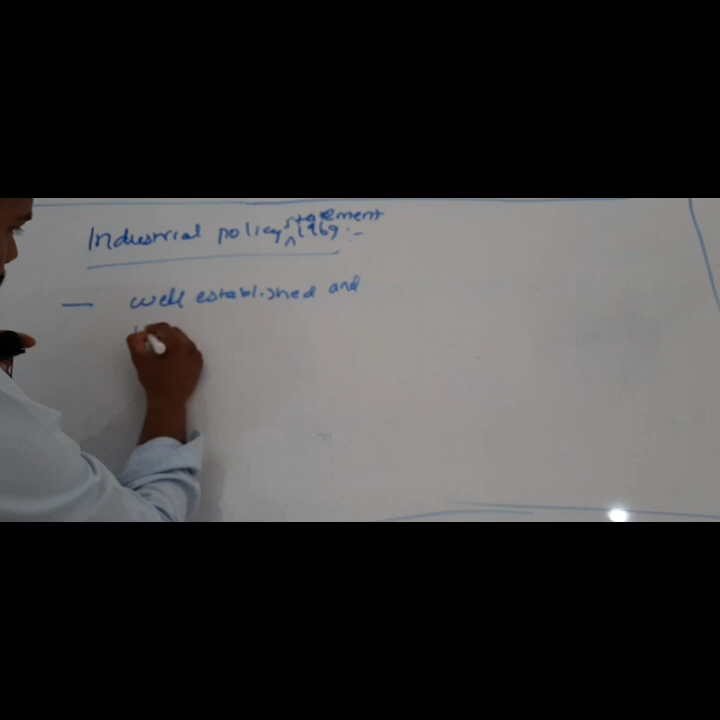 Industrial policy statement 1969 :-
— well established and